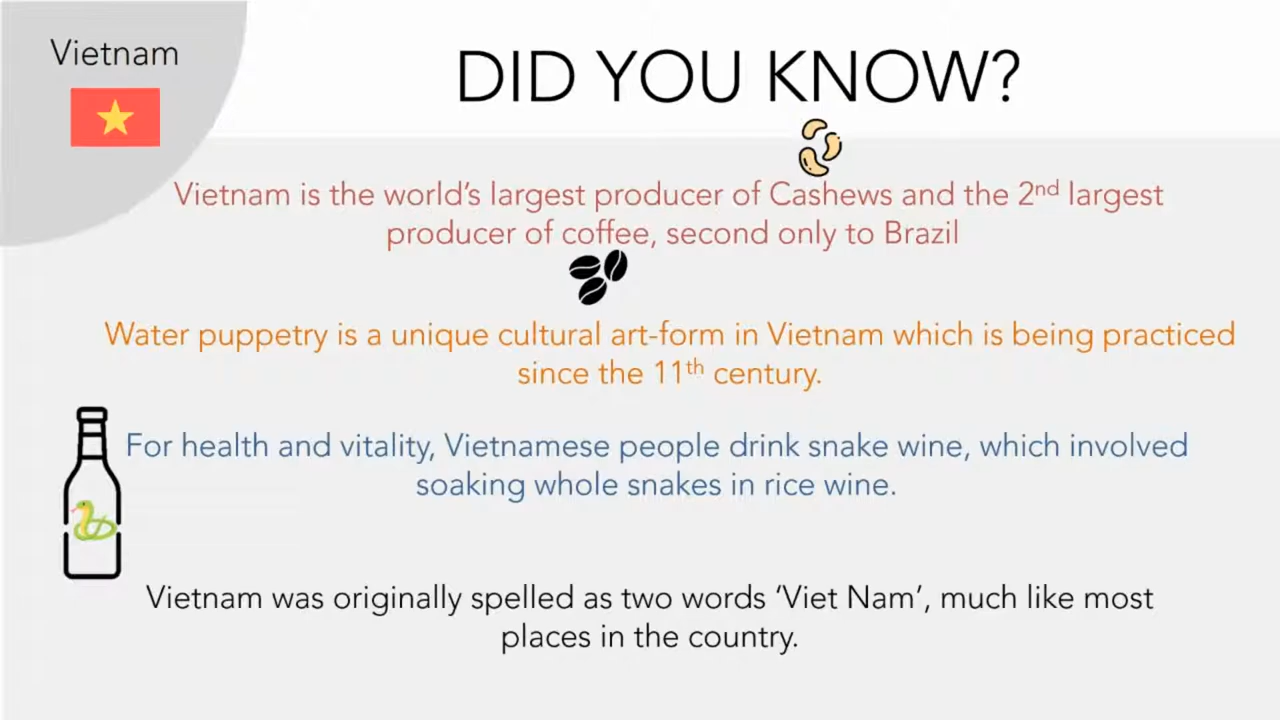 Vietnam
DID YOU KNOW?
Vietnam is the world’s largest producer of Cashews and the 2nd largest
producer of coffee, second only to Brazil
Water puppetry is a unique cultural art-form in Vietnam which is being practiced
since the 11th century.
For health and vitality, Vietnamese people drink snake wine, which involved
soaking whole snakes in rice wine.
Vietnam was originally spelled as two words ‘Viet Nam’, much like most
places in the country.